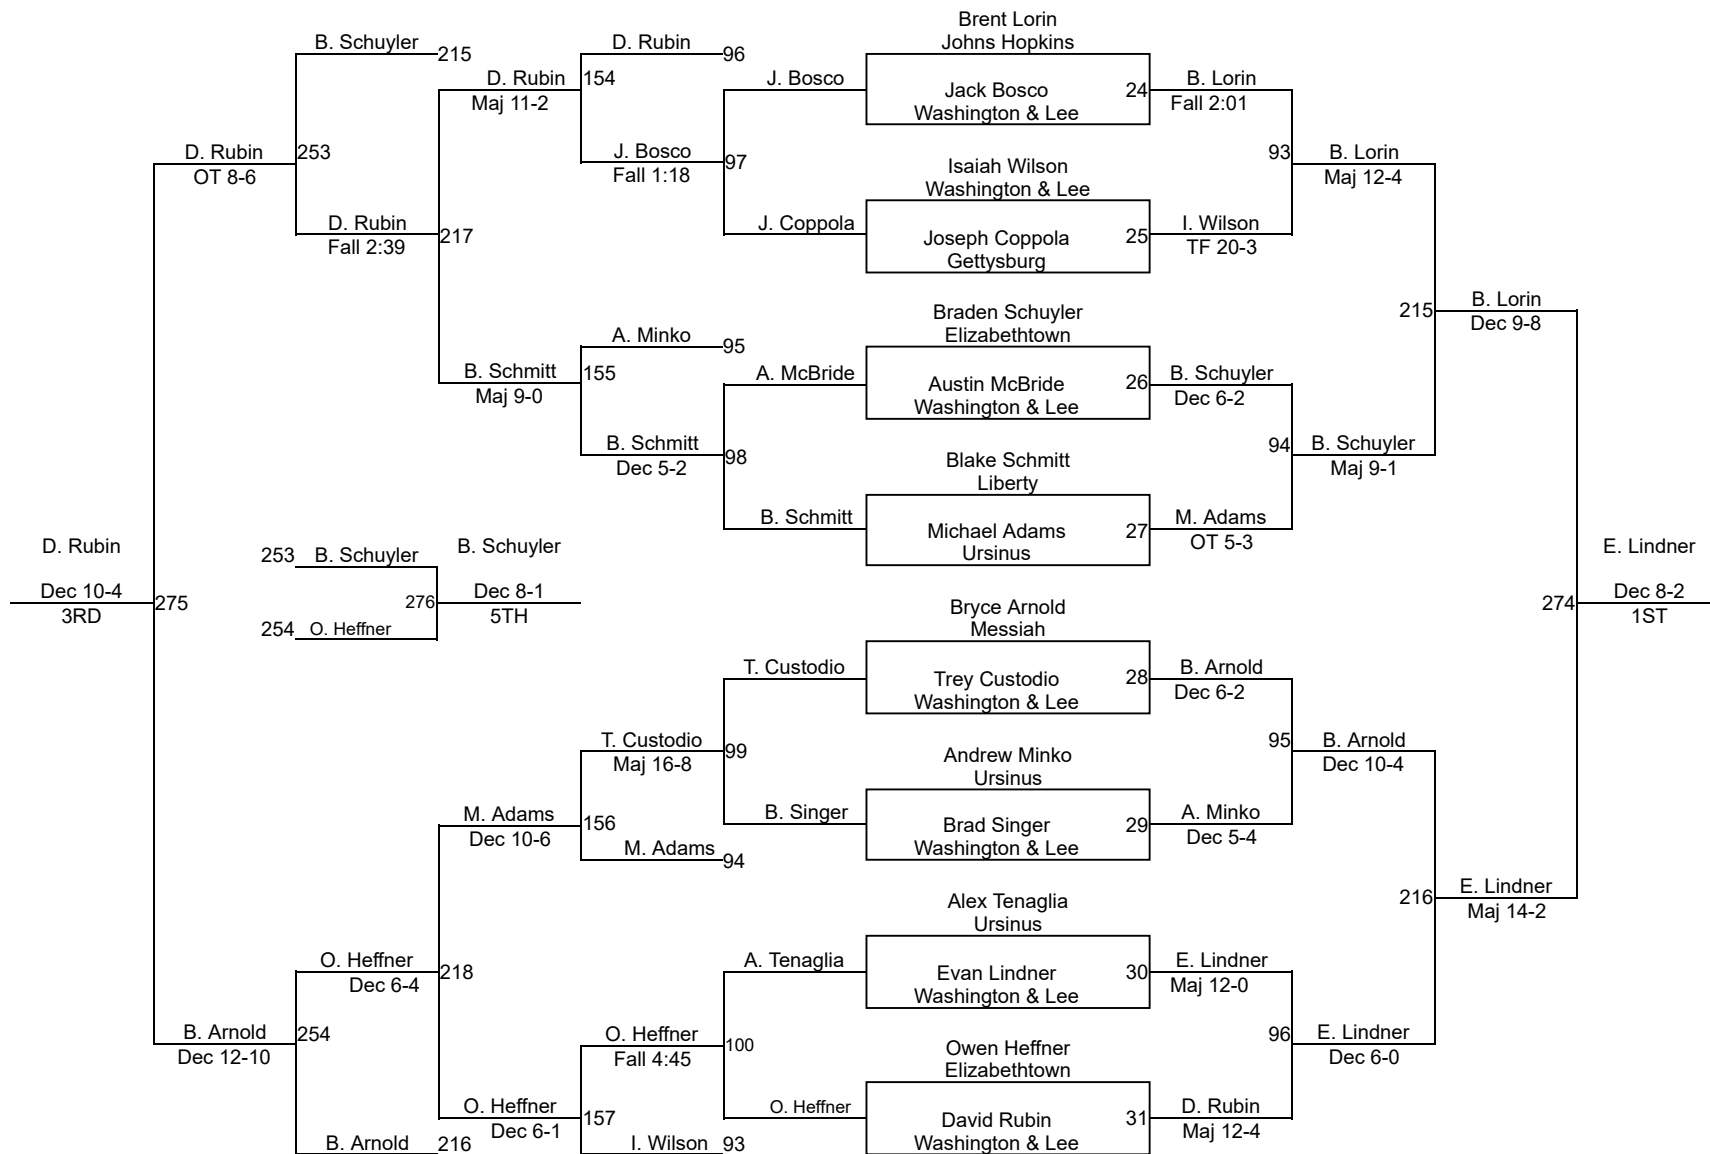 Brent Lorin
Johns Hopkins
B. Schuyler
215
D. Rubin
96
D. Rubin
154
Maj 11-2
J. Bosco
Jack Bosco
Washington & Lee
24
B. Lorin
Fall 2:01
D. Rubin
253
OT 8-6
J. Bosco
97
Fall 1:18
Isaiah Wilson
Washington & Lee
93
B. Lorin
Maj 12-4
D. Rubin
217
Fall 2:39
J. Coppola
Joseph Coppola
Gettysburg
25
I. Wilson
TF 20-3
Braden Schuyler
Elizabethtown
215
B. Lorin
Dec 9-8
A. Minko
95
B. Schmitt
155
Maj 9-0
A. McBride
Austin McBride
Washington & Lee
26
B. Schuyler
Dec 6-2
B. Schmitt
98
Dec 5-2
Blake Schmitt
Liberty
94
B. Schuyler
Maj 9-1
B. Schmitt
Michael Adams
Ursinus
27
M. Adams
OT 5-3
D. Rubin
Dec 10-4
3RD
275
253
B. Schuyler
254
O. Heffner
276
B. Schuyler
Dec 8-1
5TH
274
E. Lindner
Dec 8-2
1ST
Bryce Arnold
Messiah
T. Custodio
Trey Custodio
Washington & Lee
28
B. Arnold
Dec 6-2
T. Custodio
99
Maj 16-8
Andrew Minko
Ursinus
95
B. Arnold
Dec 10-4
M. Adams
156
Dec 10-6
B. Singer
Brad Singer
Washington & Lee
29
A. Minko
Dec 5-4
M. Adams
94
Alex Tenaglia
Ursinus
216
E. Lindner
Maj 14-2
O. Heffner
218
Dec 6-4
A. Tenaglia
Evan Lindner
Washington & Lee
30
E. Lindner
Maj 12-0
B. Arnold
254
Dec 12-10
O. Heffner
100
Fall 4:45
Owen Heffner
Elizabethtown
96
E. Lindner
Dec 6-0
O. Heffner
157
Dec 6-1
O. Heffner
David Rubin
Washington & Lee
31
D. Rubin
Maj 12-4
B. Arnold
216
I. Wilson
93